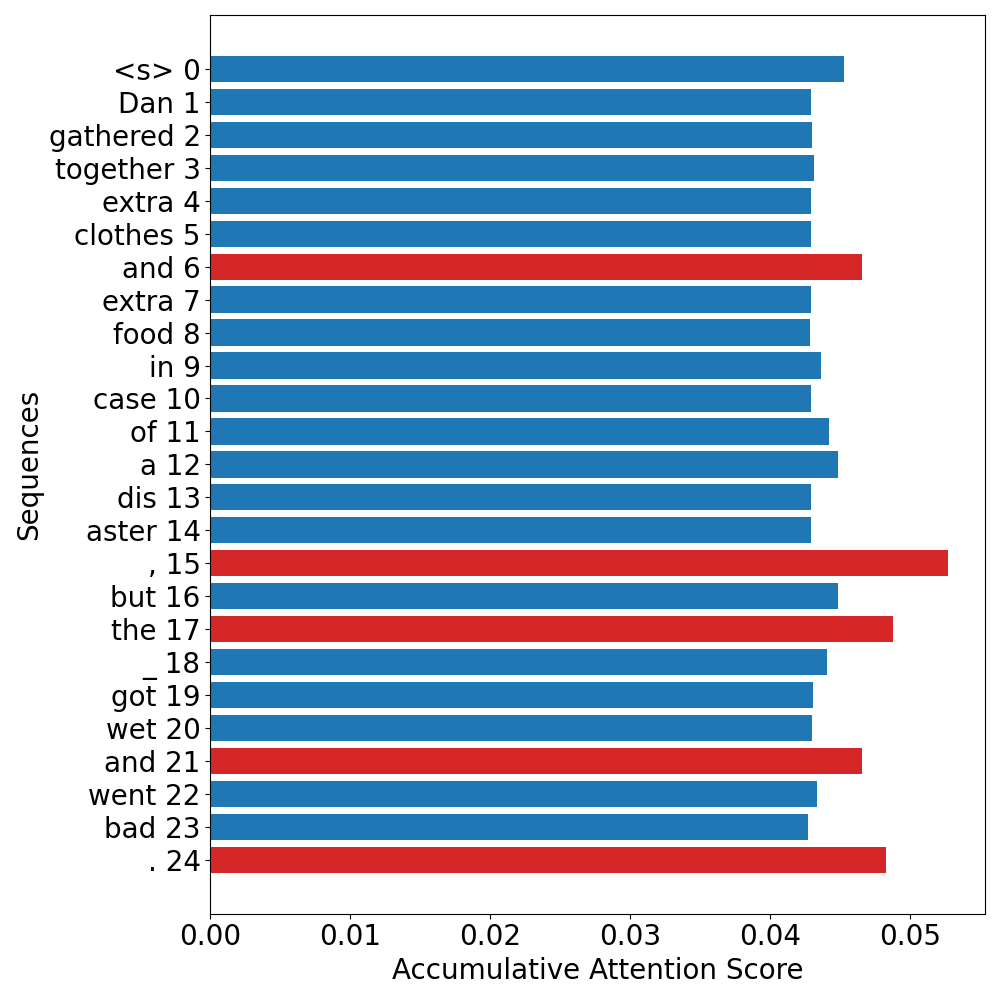 <s> 0
Dan 1
gathered 2
together 3
extra 4
clothes 5
and 6
extra 7
food 8
in 9
case 10
of 11
a 12
dis 13
aster 14
, 15
but 16
the 17
_ 18
got 19
wet 20
and 21
went 22
bad 23
. 24
Sequences
0.00 0.01 0.02 0.03 0.04 0.05
Accumulative Attention Score